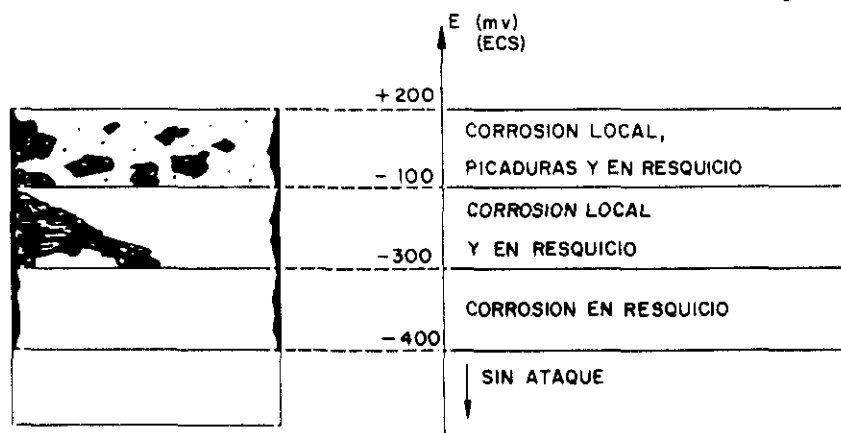 E (mv)
(ECS)
+200
CORROSION LOCAL,
PICADURAS Y EN RESQUICIO
-100
CORROSION LOCAL
Y EN RESQUICIO
-300
CORROSION EN RESQUICIO
-400
SIN ATAQUE